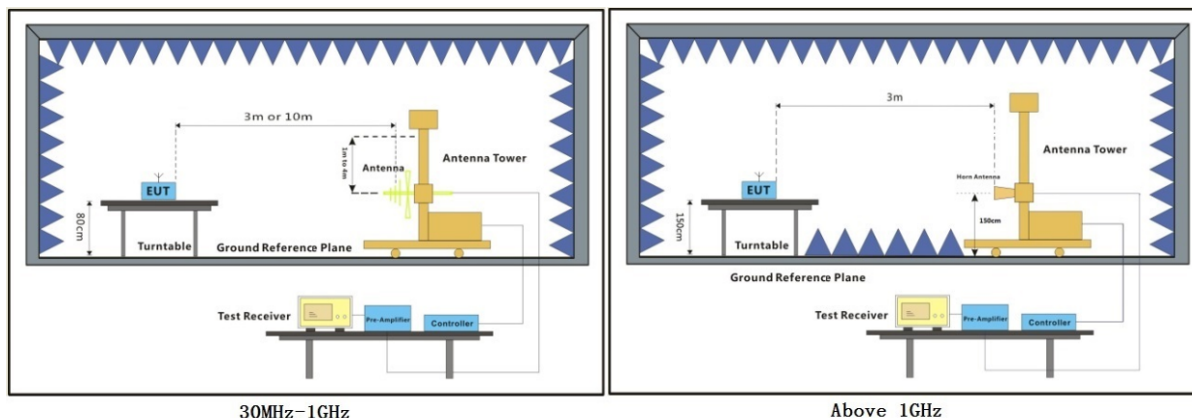 3m or 10m
1m to 4m
Antenna
Antenna Tower
EUT
80cm
Turntable
Ground Reference Plane
Test Receiver
Pre-Amplifier
Controller
30MHz-1GHz
3m
Antenna Tower
Horn Antenna
EUT
150cm
150cm
Turntable
Ground Reference Plane
Test Receiver
Pre-Amplifier
Controller
Above 1GHz